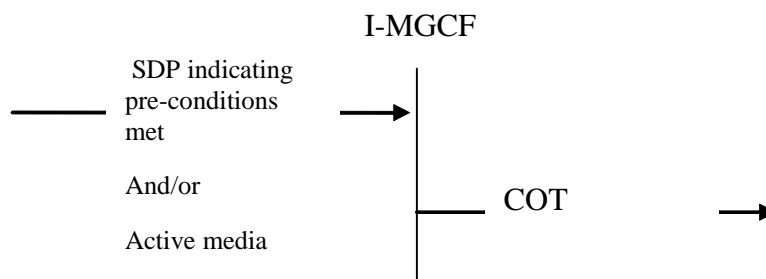 I-MGCF
SDP indicating
pre-conditions
met
And/or
COT
Active media